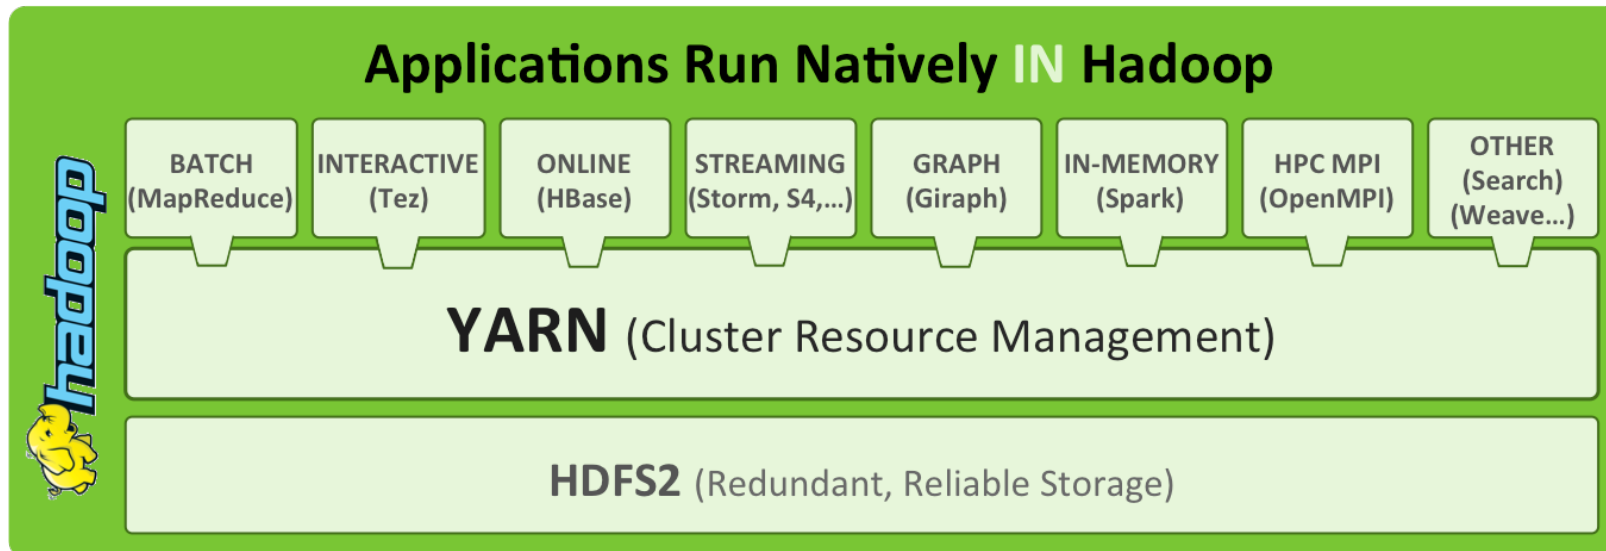 Applications Run Natively IN Hadoop
BATCH
(MapReduce)
INTERACTIVE
(Tez)
ONLINE
(HBase)
STREAMING
(Storm, S4,...)
GRAPH
(Giraph)
IN-MEMORY
(Spark)
HPC MPI
(OpenMPI)
OTHER
(Search)
(Weave...)
hadoop
YARN (Cluster Resource Management)
HDFS2 (Redundant, Reliable Storage)